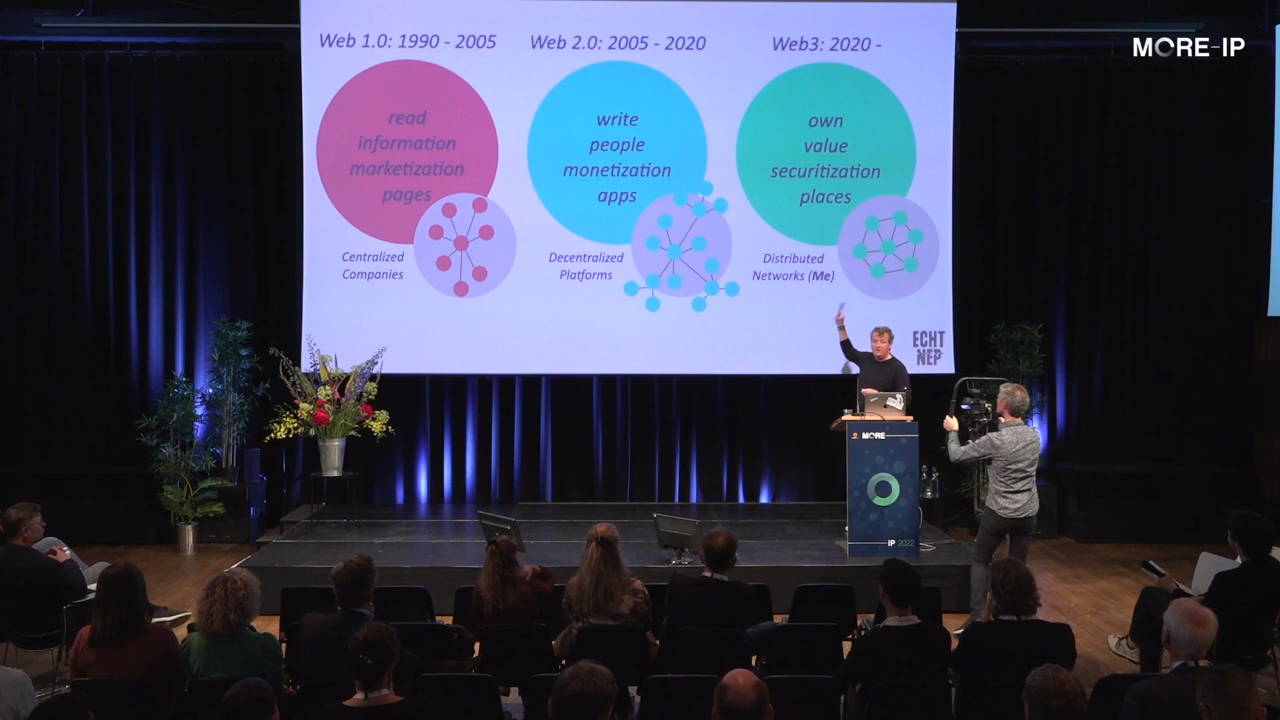 MORE-IP
Web 1.0: 1990 - 2005
read
information
marketization
pages
Centralized
Companies
Web 2.0: 2005 - 2020
write
people
monetization
apps
Decentralized
Platforms
Web3: 2020 -
own
value
securitization
places
Distributed
Networks (Me)
ECHT
NEP
MORE
IP 2022